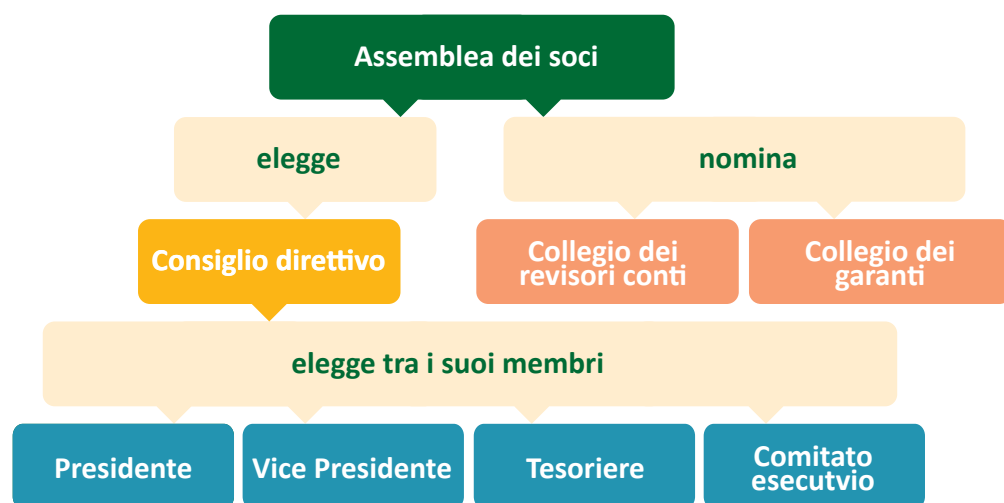 Assemblea dei soci
elegge
nomina
Consiglio direttivo
Collegio dei
revisori conti
Collegio dei
garanti
elegge tra i suoi membri
Presidente
Vice Presidente
Tesoriere
Comitato
esecutvio